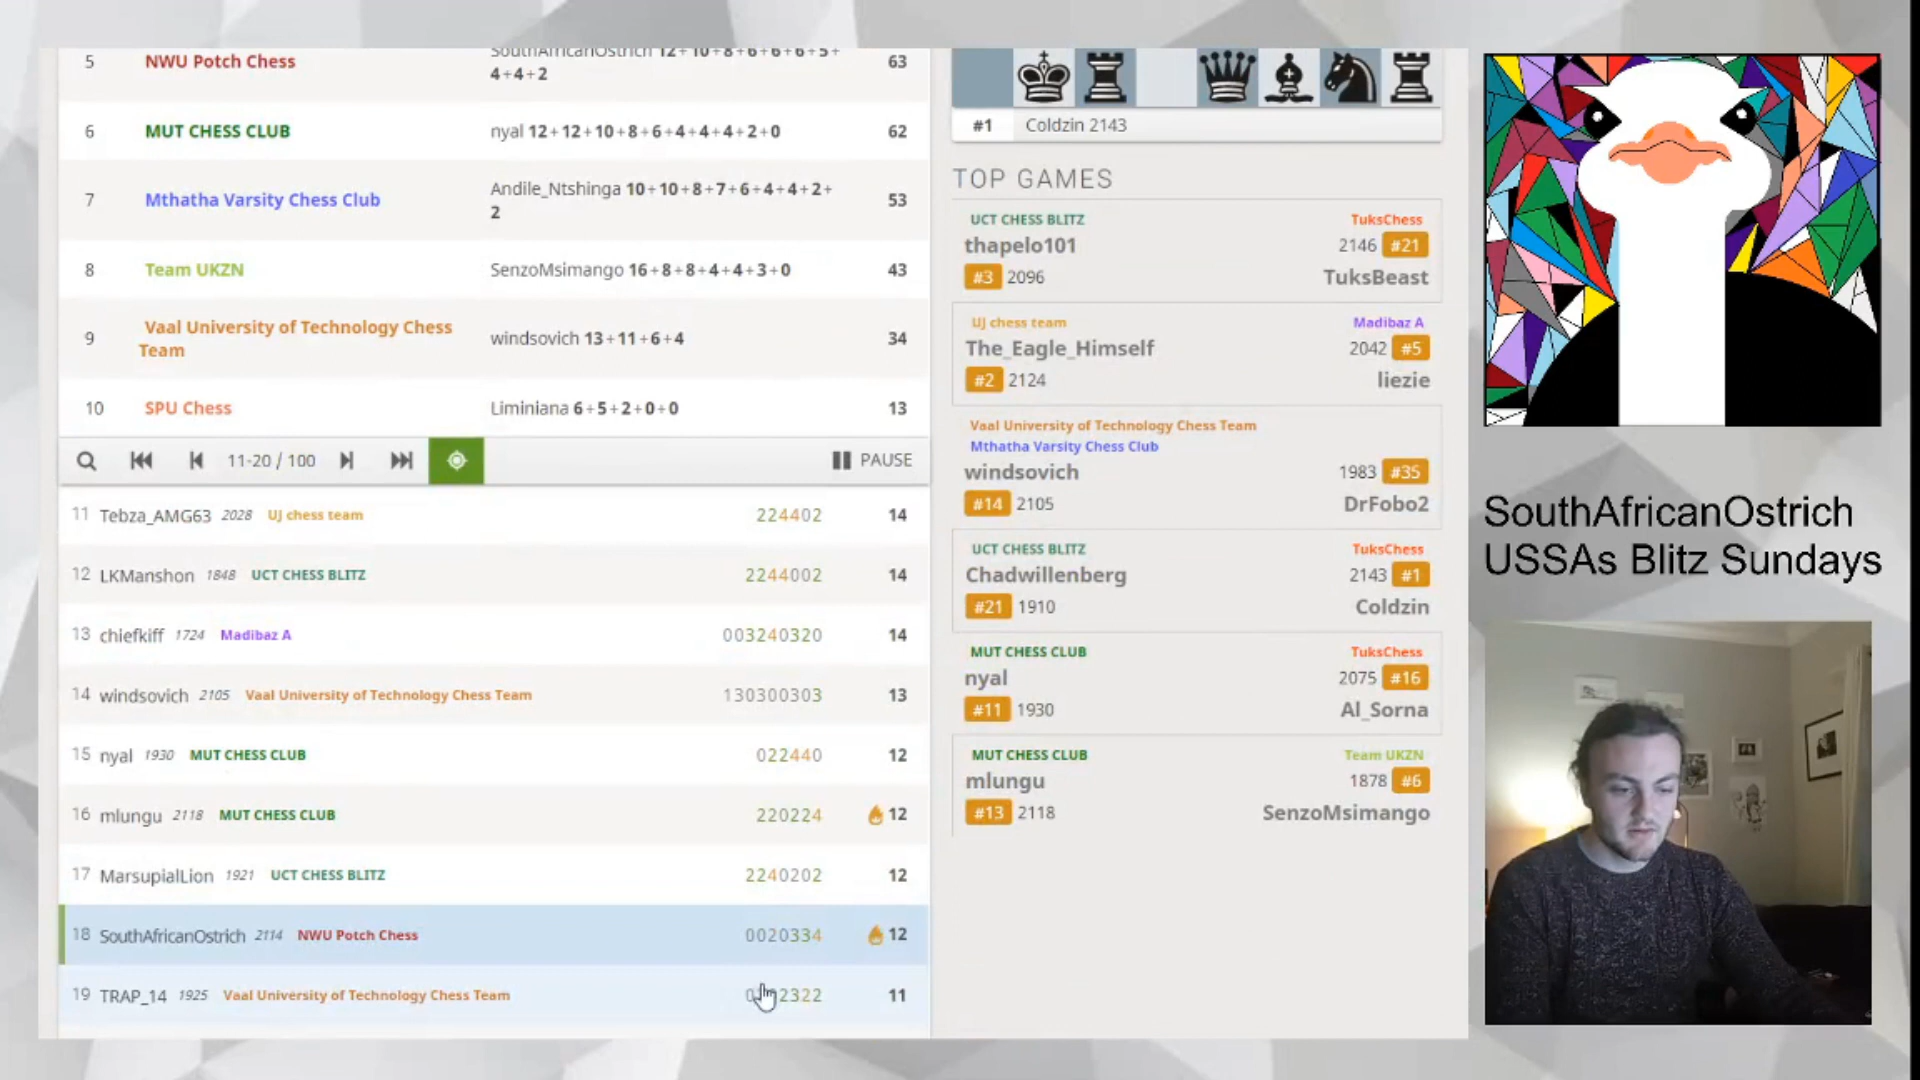 5 NWU Potch Chess SouthAfricanOstrich 12+10+8+6+6+6+5+ 63
4+4+2
6 MUT CHESS CLUB nyal 12+12+10+8+6+4+4+4+2+0 62
7 Mthatha Varsity Chess Club Andile_Ntshinga 10+10+8+7+6+4+4+2+ 53
2
8 Team UKZN SenzoMsimango 16+8+8+4+4+3+0 43
9 Vaal University of Technology Chess windsovich 13+11+6+4 34
Team
10 SPU Chess Liminiana 6+5+2+0+0 13
11-20 / 100 PAUSE
11 Tebza_AMG63 2028 UJ chess team 224402 14
12 LKManshon 1848 UCT CHESS BLITZ 2244002 14
13 chiefkiff 1724 Madibaz A 003240320 14
14 windsovich 2105 Vaal University of Technology Chess Team 130300303 13
15 nyal 1930 MUT CHESS CLUB 022440 12
16 mlungu 2118 MUT CHESS CLUB 220224 12
17 MarsupialLion 1921 UCT CHESS BLITZ 2240202 12
18 SouthAfricanOstrich 2114 NWU Potch Chess 0020334 12
19 TRAP_14 1925 Vaal University of Technology Chess Team 11
#1 Coldzin 2143
TOP GAMES
UCT CHESS BLITZ TuksChess
thapelo101 2146 #21
#3 2096 TuksBeast
UJ chess team Madibaz A
The_Eagle_Himself 2042 #5
#2 2124 liezie
Vaal University of Technology Chess Team
Mthatha Varsity Chess Club
windsovich 1983 #35
#14 2105 DrFobo2
UCT CHESS BLITZ TuksChess
Chadwillenberg 2143 #1
#21 1910 Coldzin
MUT CHESS CLUB TuksChess
nyal 2075 #16
#11 1930 Al_Sorna
MUT CHESS CLUB Team UKZN
mlungu 1878 #6
#13 2118 SenzoMsimango
SouthAfricanOstrich
USSAs Blitz Sundays